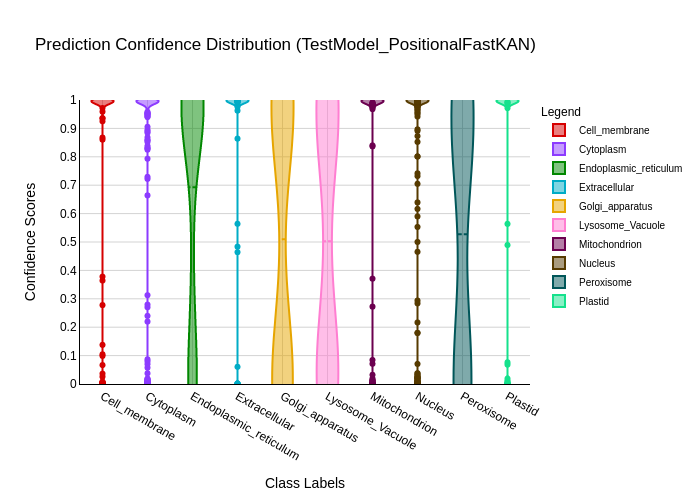 Prediction Confidence Distribution (TestModel_PositionalFastKAN)
Confidence Scores
1
0.9
0.8
0.7
0.6
0.5
0.4
0.3
0.2
0.1
0
Cell_membrane
Cytoplasm
Endoplasmic_reticulum
Extracellular
Golgi_apparatus
Lysosome_Vacuole
Mitochondrion
Nucleus
Peroxisome
Plastid
Class Labels
Legend
Cell_membrane
Cytoplasm
Endoplasmic_reticulum
Extracellular
Golgi_apparatus
Lysosome_Vacuole
Mitochondrion
Nucleus
Peroxisome
Plastid